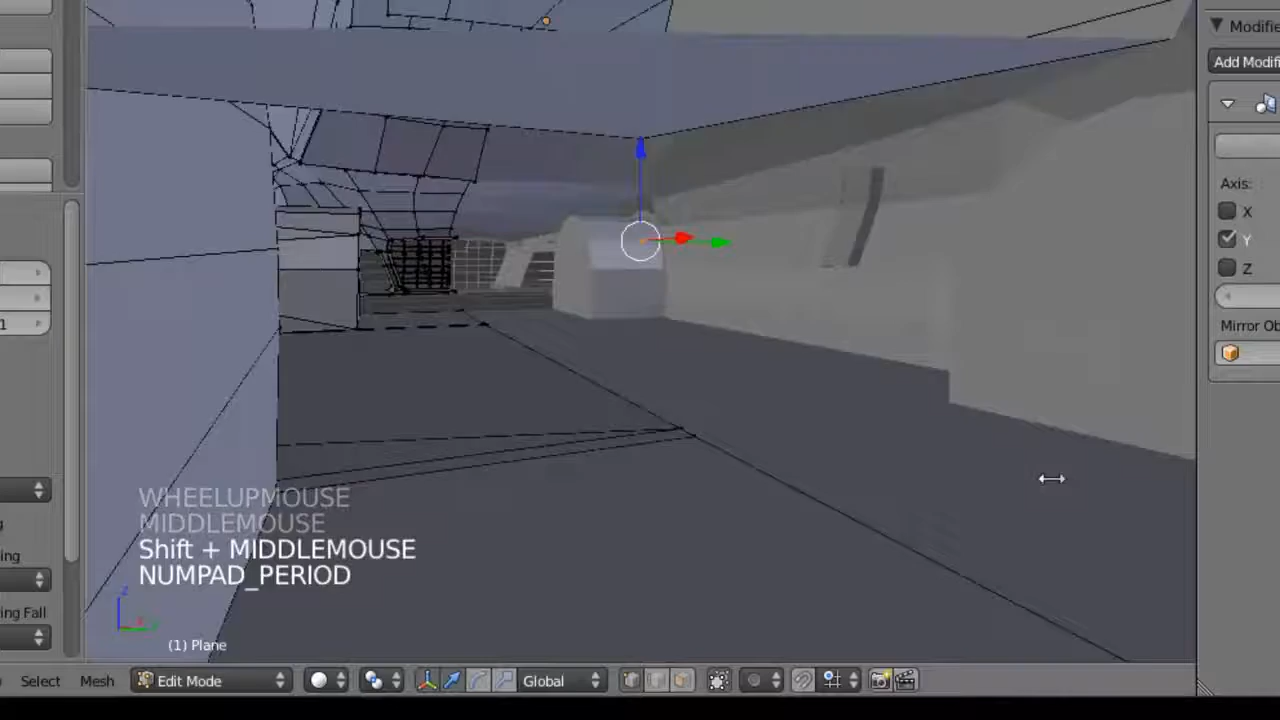 Modifie
Add Modifi
Axis:
X
Y
Z
Mirror Ob
1
g
ing
ng Fall
WHEELUPMOUSE
MIDDLEMOUSE
Shift + MIDDLEMOUSE
NUMPAD_PERIOD
z
(1) Plane
Select Mesh Edit Mode Global